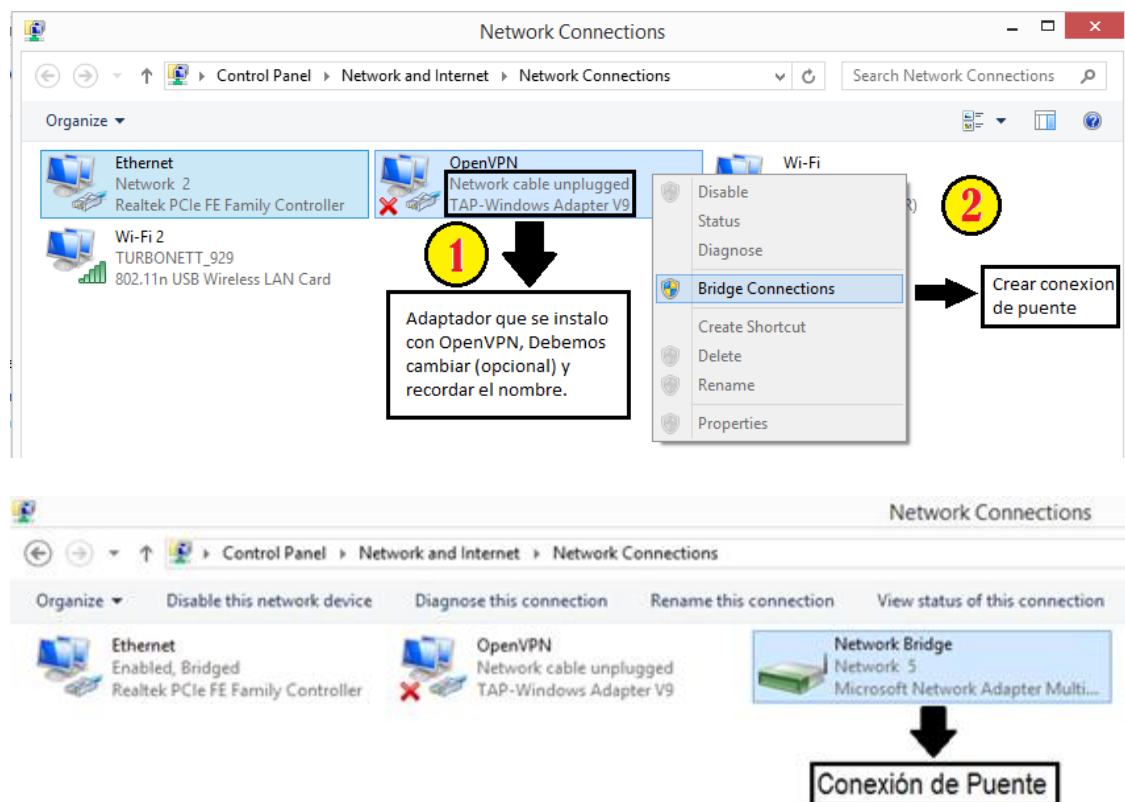 Network Connections
Control Panel Network and Internet Network Connections
Search Network Connections
Organize
Ethernet
Network 2
Realtek PCIe FE Family Controller
OpenVPN
Network cable unplugged
TAP-Windows Adapter V9
Wi-Fi
R)
Wi-Fi 2
TURBONETT_929
802.11n USB Wireless LAN Card
1
Adaptador que se instalo
con OpenVPN, Debemos
cambiar (opcional) y
recordar el nombre.
Disable
Status
Diagnose
Bridge Connections
Create Shortcut
Delete
Rename
Properties
2
Crear conexion
de puente
Network Connections
Control Panel Network and Internet Network Connections
Organize Disable this network device Diagnose this connection Rename this connection View status of this connection
Ethernet
Enabled, Bridged
Realtek PCIe FE Family Controller
OpenVPN
Network cable unplugged
TAP-Windows Adapter V9
Network Bridge
Network 5
Microsoft Network Adapter Multi...
Conexión de Puente